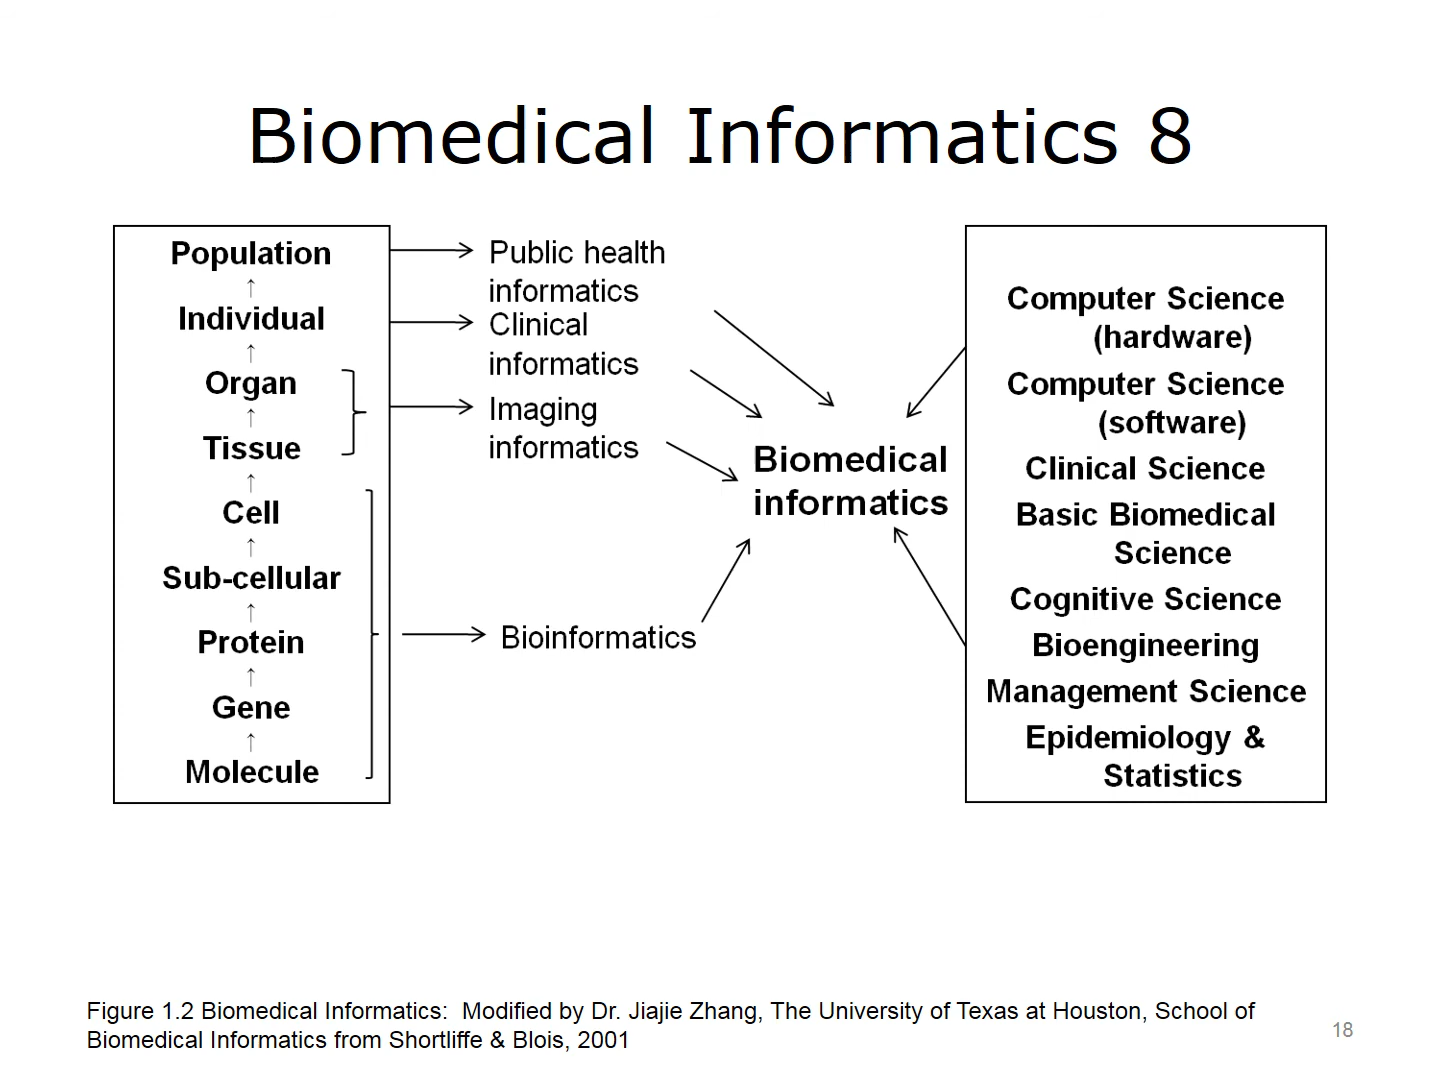 Biomedical Informatics 8
Population
↑
Individual
↑
Organ
↑
Tissue
↑
Cell
↑
Sub-cellular
↑
Protein
↑
Gene
↑
Molecule
Public health
informatics
Clinical
informatics
Imaging
informatics
Bioinformatics
Biomedical
informatics
Computer Science
(hardware)
Computer Science
(software)
Clinical Science
Basic Biomedical
Science
Cognitive Science
Bioengineering
Management Science
Epidemiology &
Statistics
Figure 1.2 Biomedical Informatics:  Modified by Dr. Jiajie Zhang, The University of Texas at Houston, School of
Biomedical Informatics from Shortliffe & Blois, 2001
18